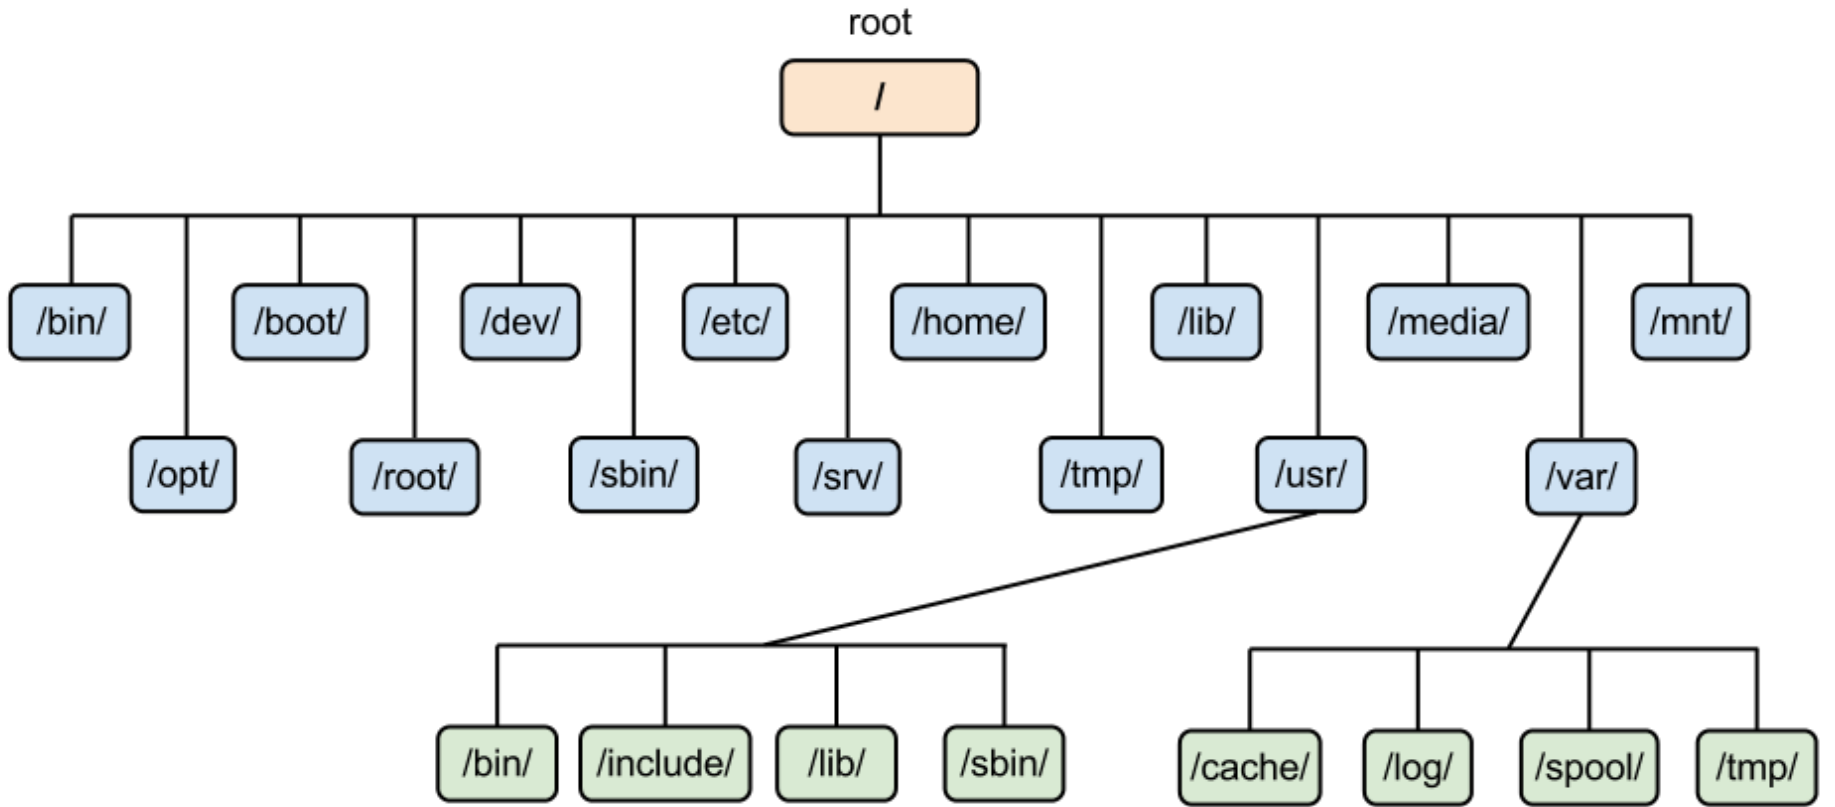 root
/
/bin/
/boot/
/dev/
/etc/
/home/
/lib/
/media/
/mnt/
/opt/
/root/
/sbin/
/srv/
/tmp/
/usr/
/var/
/bin/
/include/
/lib/
/sbin/
/cache/
/log/
/spool/
/tmp/